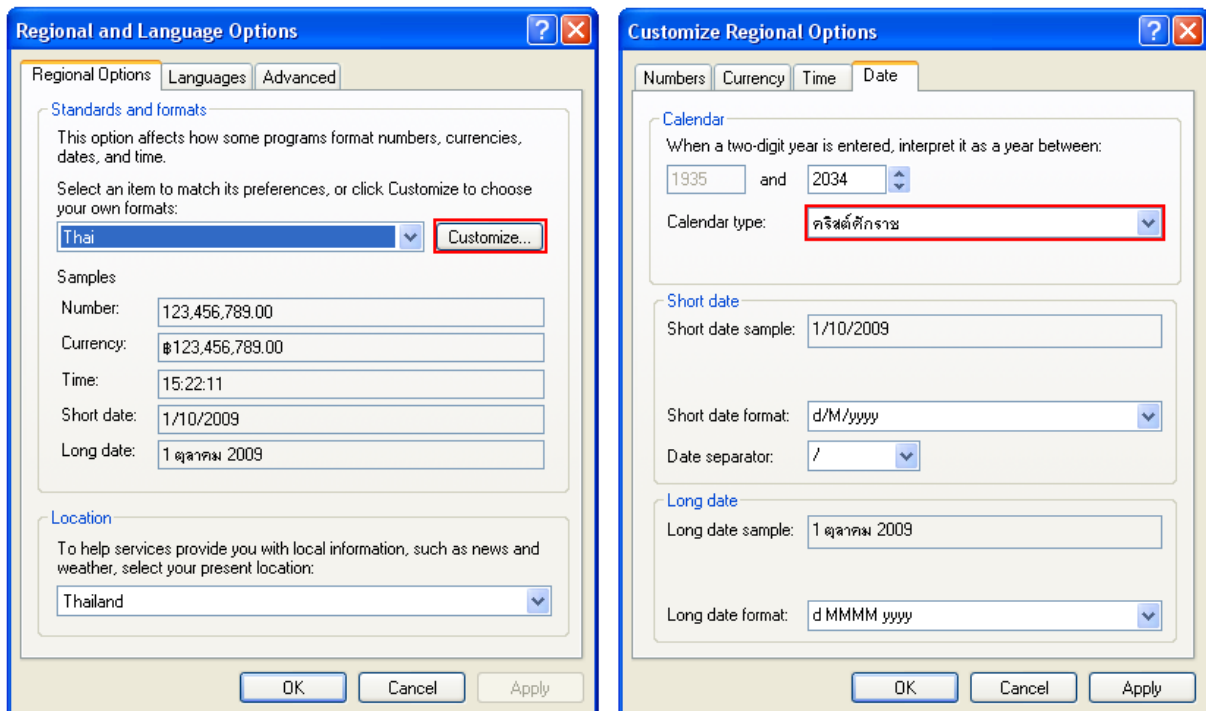 Regional and Language Options
Regional Options Languages Advanced
Standards and formats
This option affects how some programs format numbers, currencies,
dates, and time.
Select an item to match its preferences, or click Customize to choose
your own formats:
Thai Customize...
Samples
Number: 123,456,789.00
Currency: ฿123,456,789.00
Time: 15:22:11
Short date: 1/10/2009
Long date: 1 ตุลาคม 2009
Location
To help services provide you with local information, such as news and
weather, select your present location:
Thailand
OK Cancel Apply
Customize Regional Options
Numbers Currency Time Date
Calendar
When a two-digit year is entered, interpret it as a year between:
1935 and 2034
Calendar type: คริสต์ศักราช
Short date
Short date sample: 1/10/2009
Short date format: d/M/yyyy
Date separator: /
Long date
Long date sample: 1 ตุลาคม 2009
Long date format: d MMMM yyyy
OK Cancel Apply